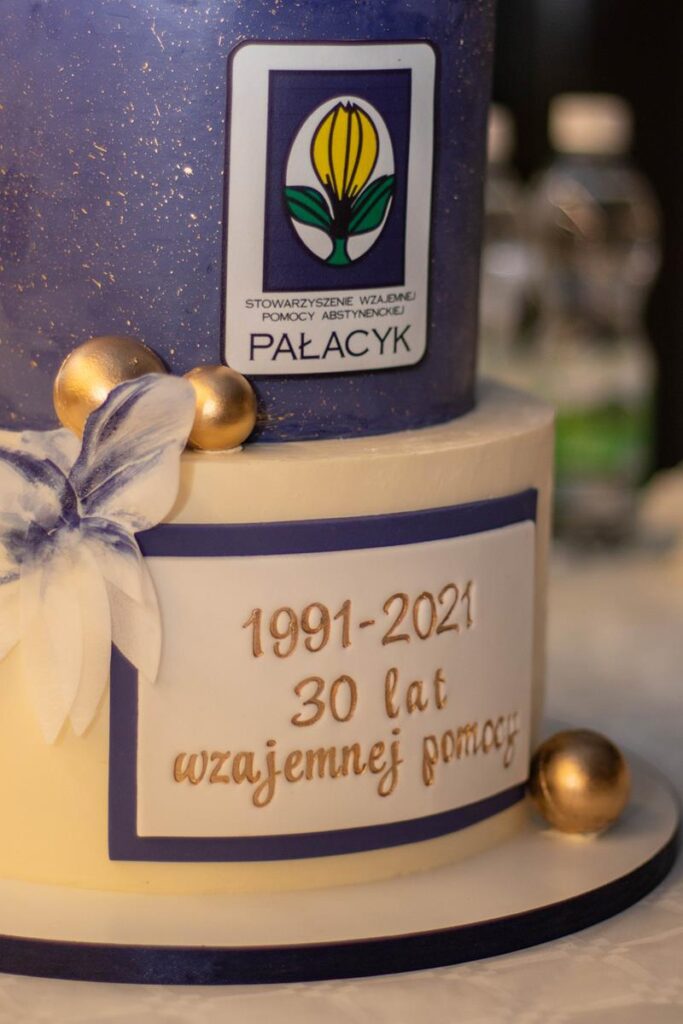 STOWARZYSZENIE WZAJEMNEJ
POMOCY ABSTYNENCKIEJ
PAŁACYK
1991-2021
30 lat
wzajemnej pomocy